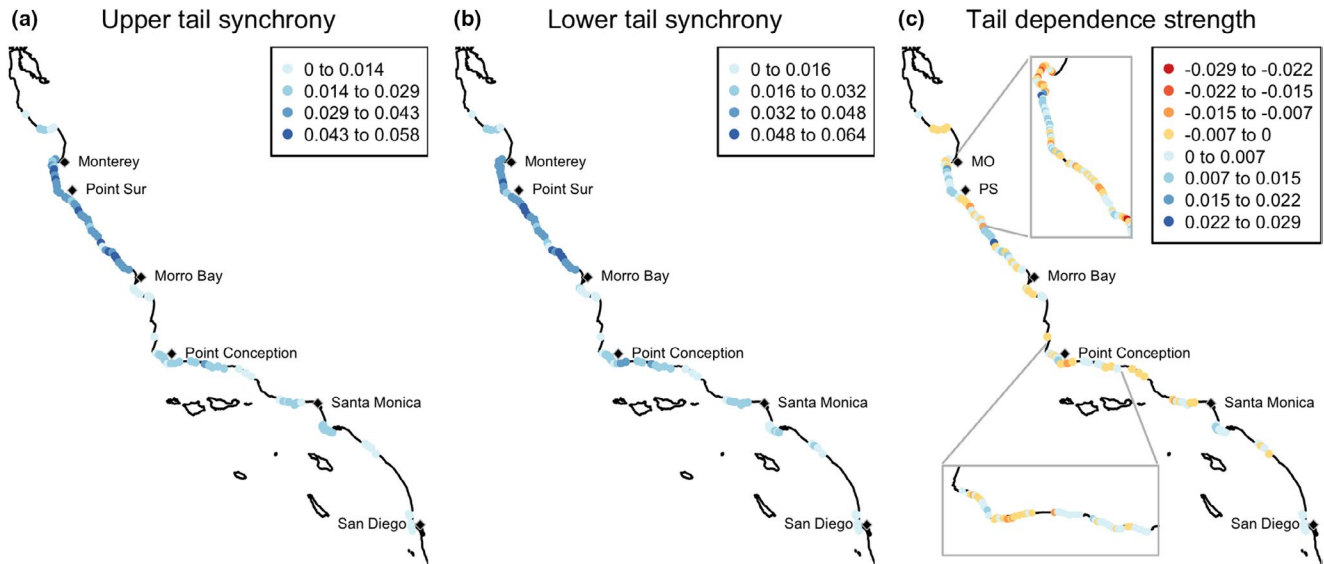 (a) Upper tail synchrony
0 to 0.014
0.014 to 0.029
0.029 to 0.043
0.043 to 0.058
Monterey
Point Sur
Morro Bay
Point Conception
Santa Monica
San Diego
(b) Lower tail synchrony
0 to 0.016
0.016 to 0.032
0.032 to 0.048
0.048 to 0.064
Monterey
Point Sur
Morro Bay
Point Conception
Santa Monica
San Diego
(c) Tail dependence strength
-0.029 to -0.022
-0.022 to -0.015
-0.015 to -0.007
-0.007 to 0
0 to 0.007
0.007 to 0.015
0.015 to 0.022
0.022 to 0.029
MO
PS
Morro Bay
Point Conception
Santa Monica
San Diego